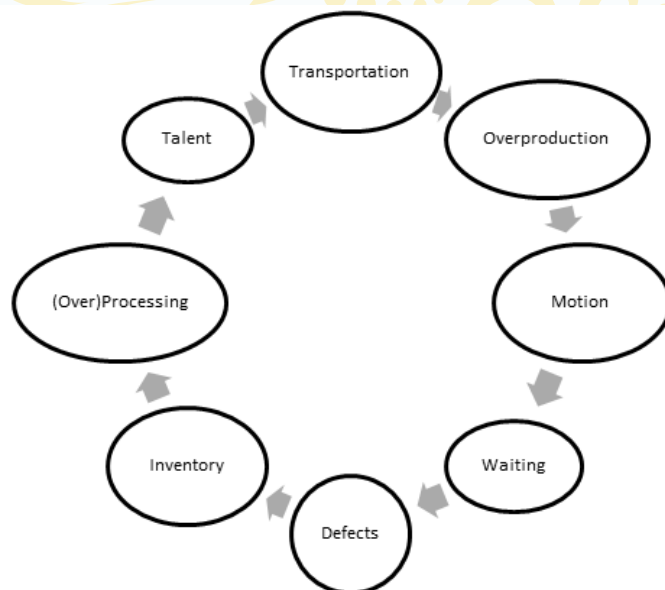 Transportation
Overproduction
Motion
Waiting
Defects
Inventory
(Over)Processing
Talent